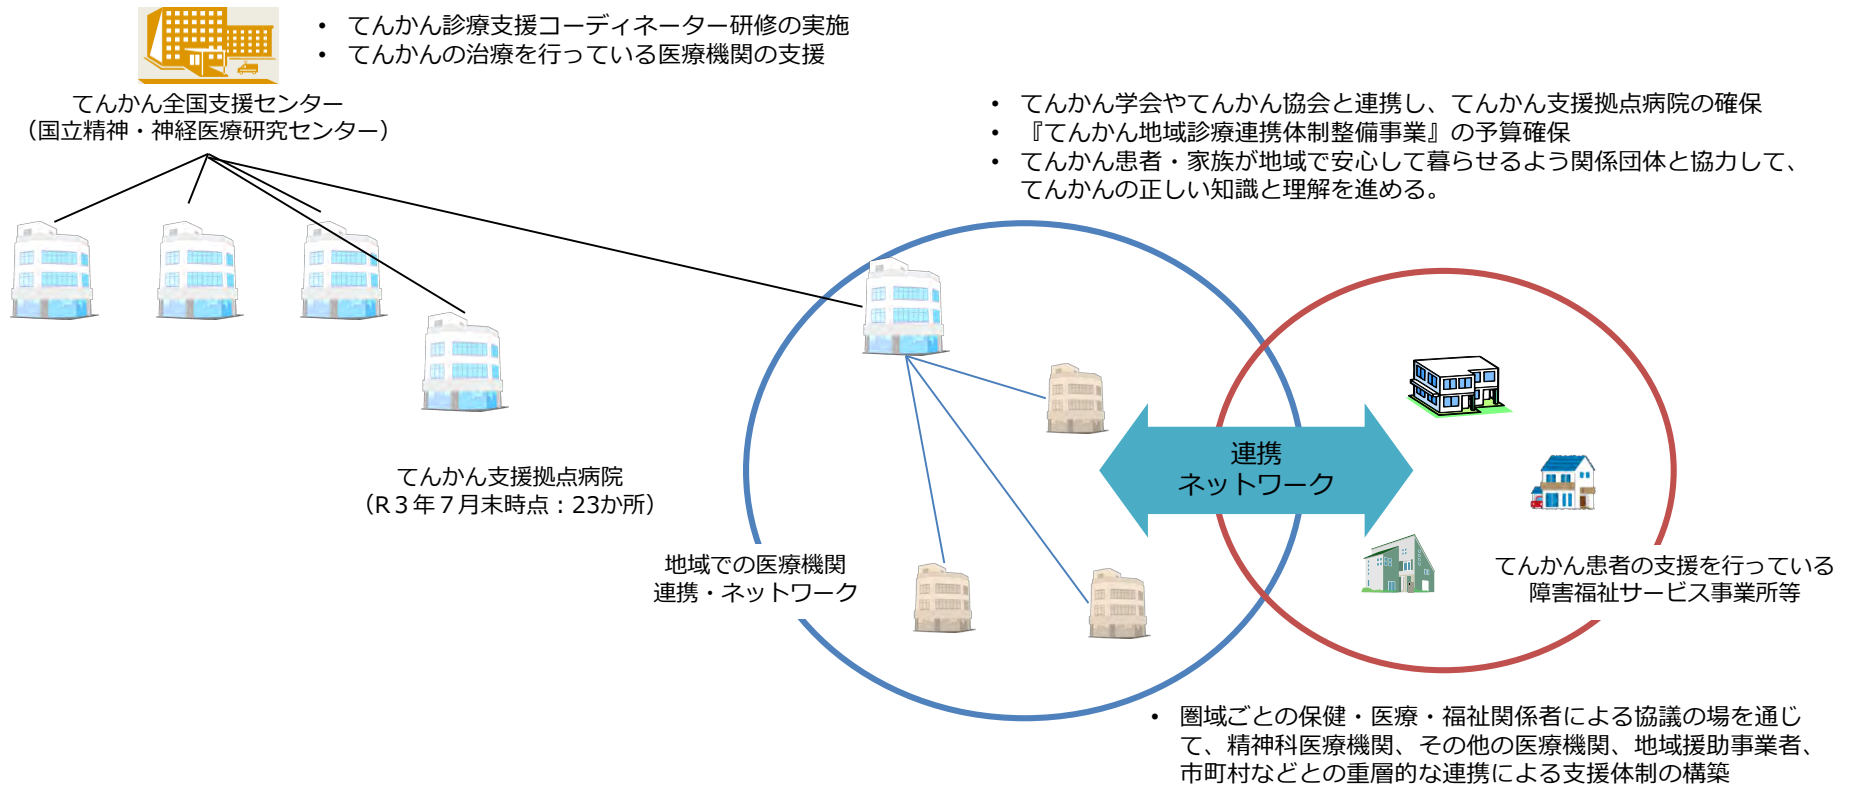 • てんかん診療支援コーディネーター研修の実施
• てんかんの治療を行っている医療機関の支援
てんかん全国支援センター
（国立精神・神経医療研究センター）
• てんかん学会やてんかん協会と連携し、てんかん支援拠点病院の確保
• 『てんかん地域診療連携体制整備事業』の予算確保
• てんかん患者・家族が地域で安心して暮らせるよう関係団体と協力して、
てんかんの正しい知識と理解を進める。
てんかん支援拠点病院
（R３年７月末時点：23か所）
連携
ネットワーク
地域での医療機関
連携・ネットワーク
てんかん患者の支援を行っている
障害福祉サービス事業所等
• 圏域ごとの保健・医療・福祉関係者による協議の場を通じ
て、精神科医療機関、その他の医療機関、地域援助事業者、
市町村などとの重層的な連携による支援体制の構築